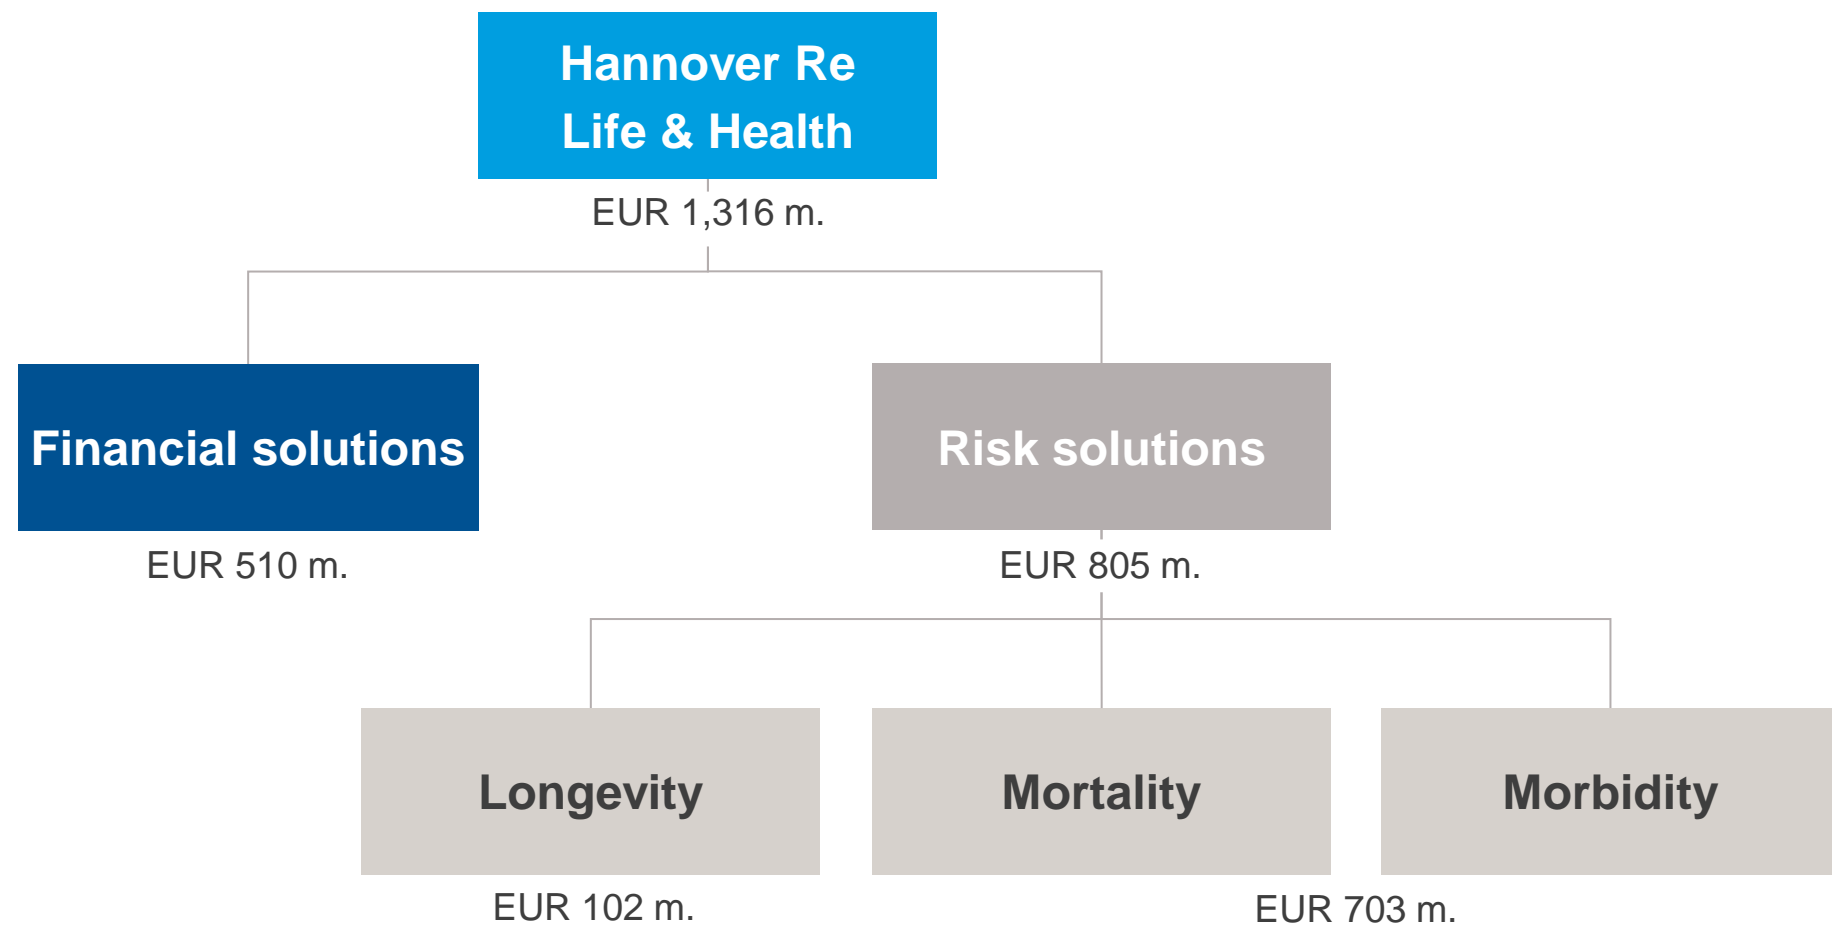 Hannover Re
Life & Health
EUR 1,316 m.
Financial solutions
Risk solutions
EUR 510 m.
EUR 805 m.
Longevity
Mortality
Morbidity
EUR 102 m.
EUR 703 m.